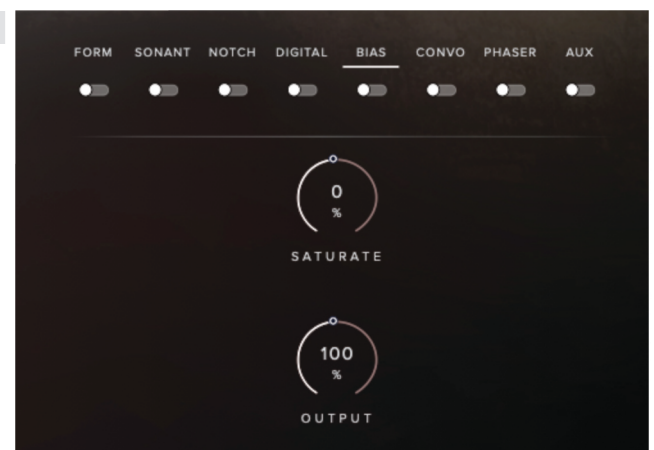 FORM SONANT NOTCH DIGITAL BIAS CONVO PHASER AUX
0
%
SATURATE
100
%
OUTPUT